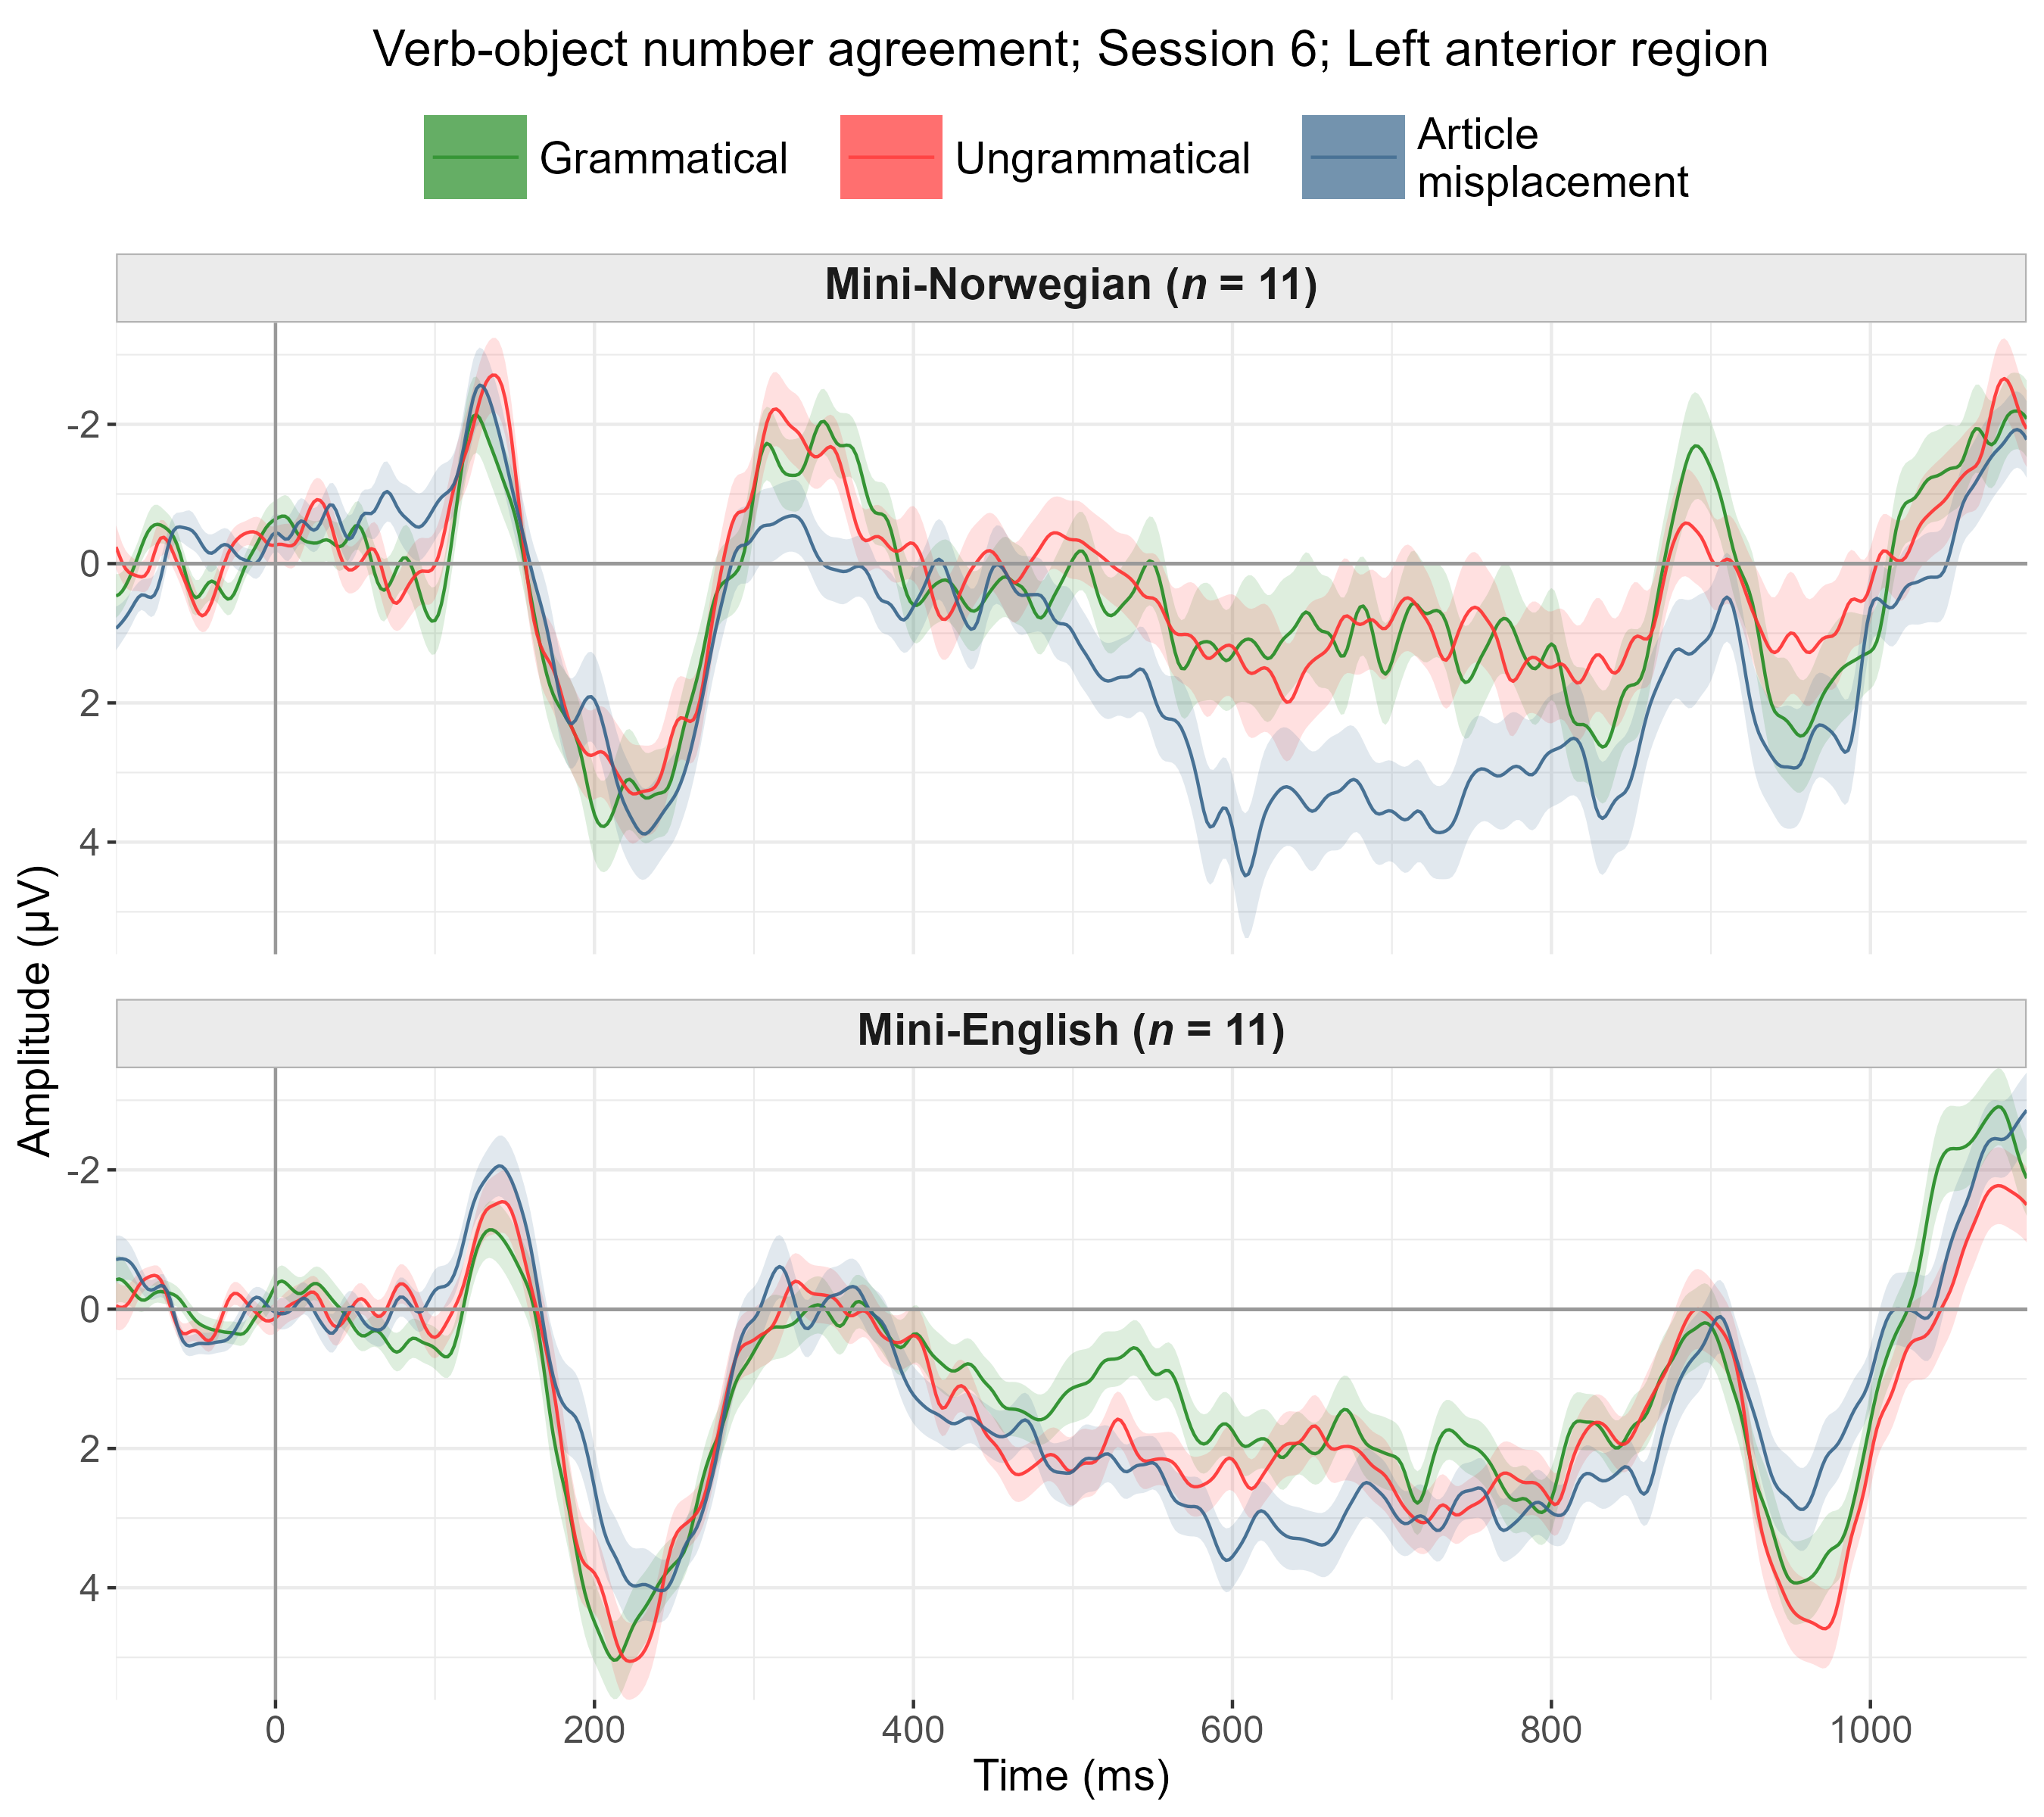 Verb-object number agreement; Session 6; Left anterior region
Grammatical
Ungrammatical
Article
misplacement
Mini-Norwegian (n = 11)
-2
0
2
4
Amplitude (µV)
Mini-English (n = 11)
-2
0
2
4
0 200 400 600 800 1000
Time (ms)